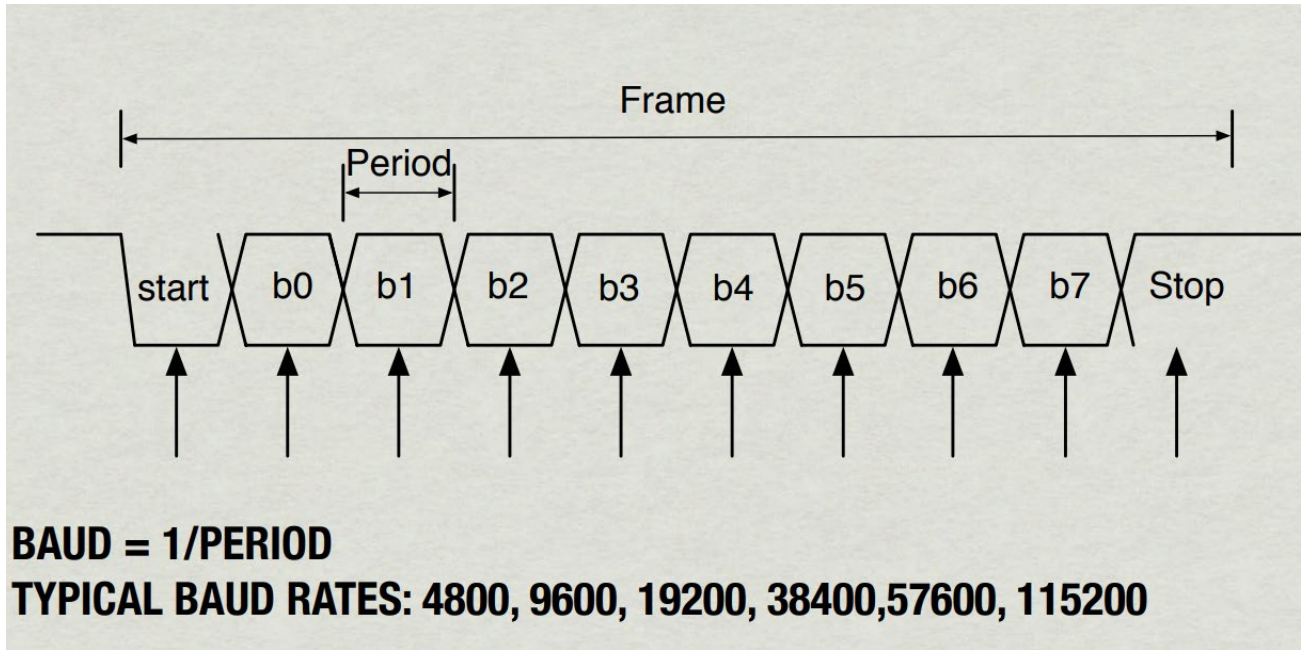 Frame
Period
start b0 b1 b2 b3 b4 b5 b6 b7 Stop
BAUD = 1/PERIOD
TYPICAL BAUD RATES: 4800, 9600, 19200, 38400,57600, 115200